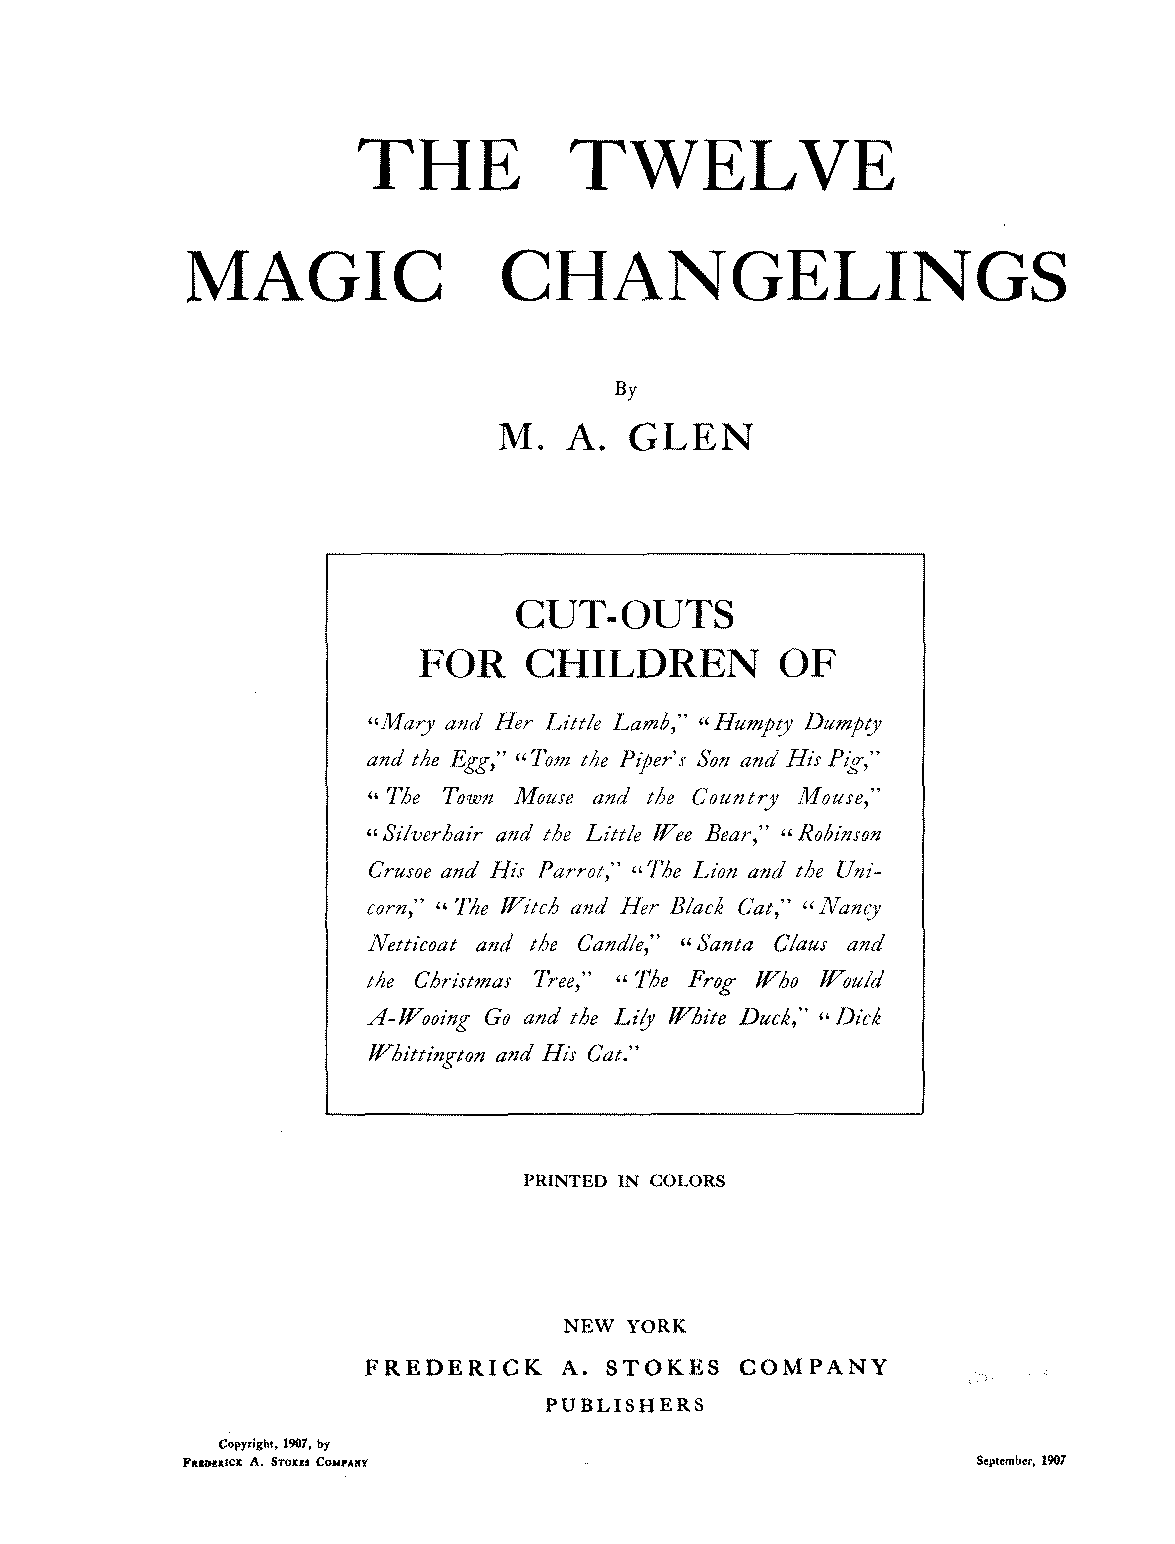 THE TWELVE
MAGIC CHANGELINGS
By
M. A. GLEN
CUT-OUTS
FOR CHILDREN OF
“Mary and Her Little Lamb,” “Humpty Dumpty
and the Egg,” “Tom the Piper's Son and His Pig,”
“The Town Mouse and the Country Mouse,”
“Silverhair and the Little Wee Bear,” “Robinson
Crusoe and His Parrot,” “The Lion and the Uni-
corn,” “The Witch and Her Black Cat,” “Nancy
Netticoat and the Candle,” “Santa Claus and
the Christmas Tree,” “The Frog Who Would
A-Wooing Go and the Lily White Duck,” “Dick
Whittington and His Cat.”
PRINTED IN COLORS
NEW YORK
FREDERICK A. STOKES COMPANY
PUBLISHERS
Copyright, 1907, by
FREDERICK A. STOKES COMPANY
September, 1907